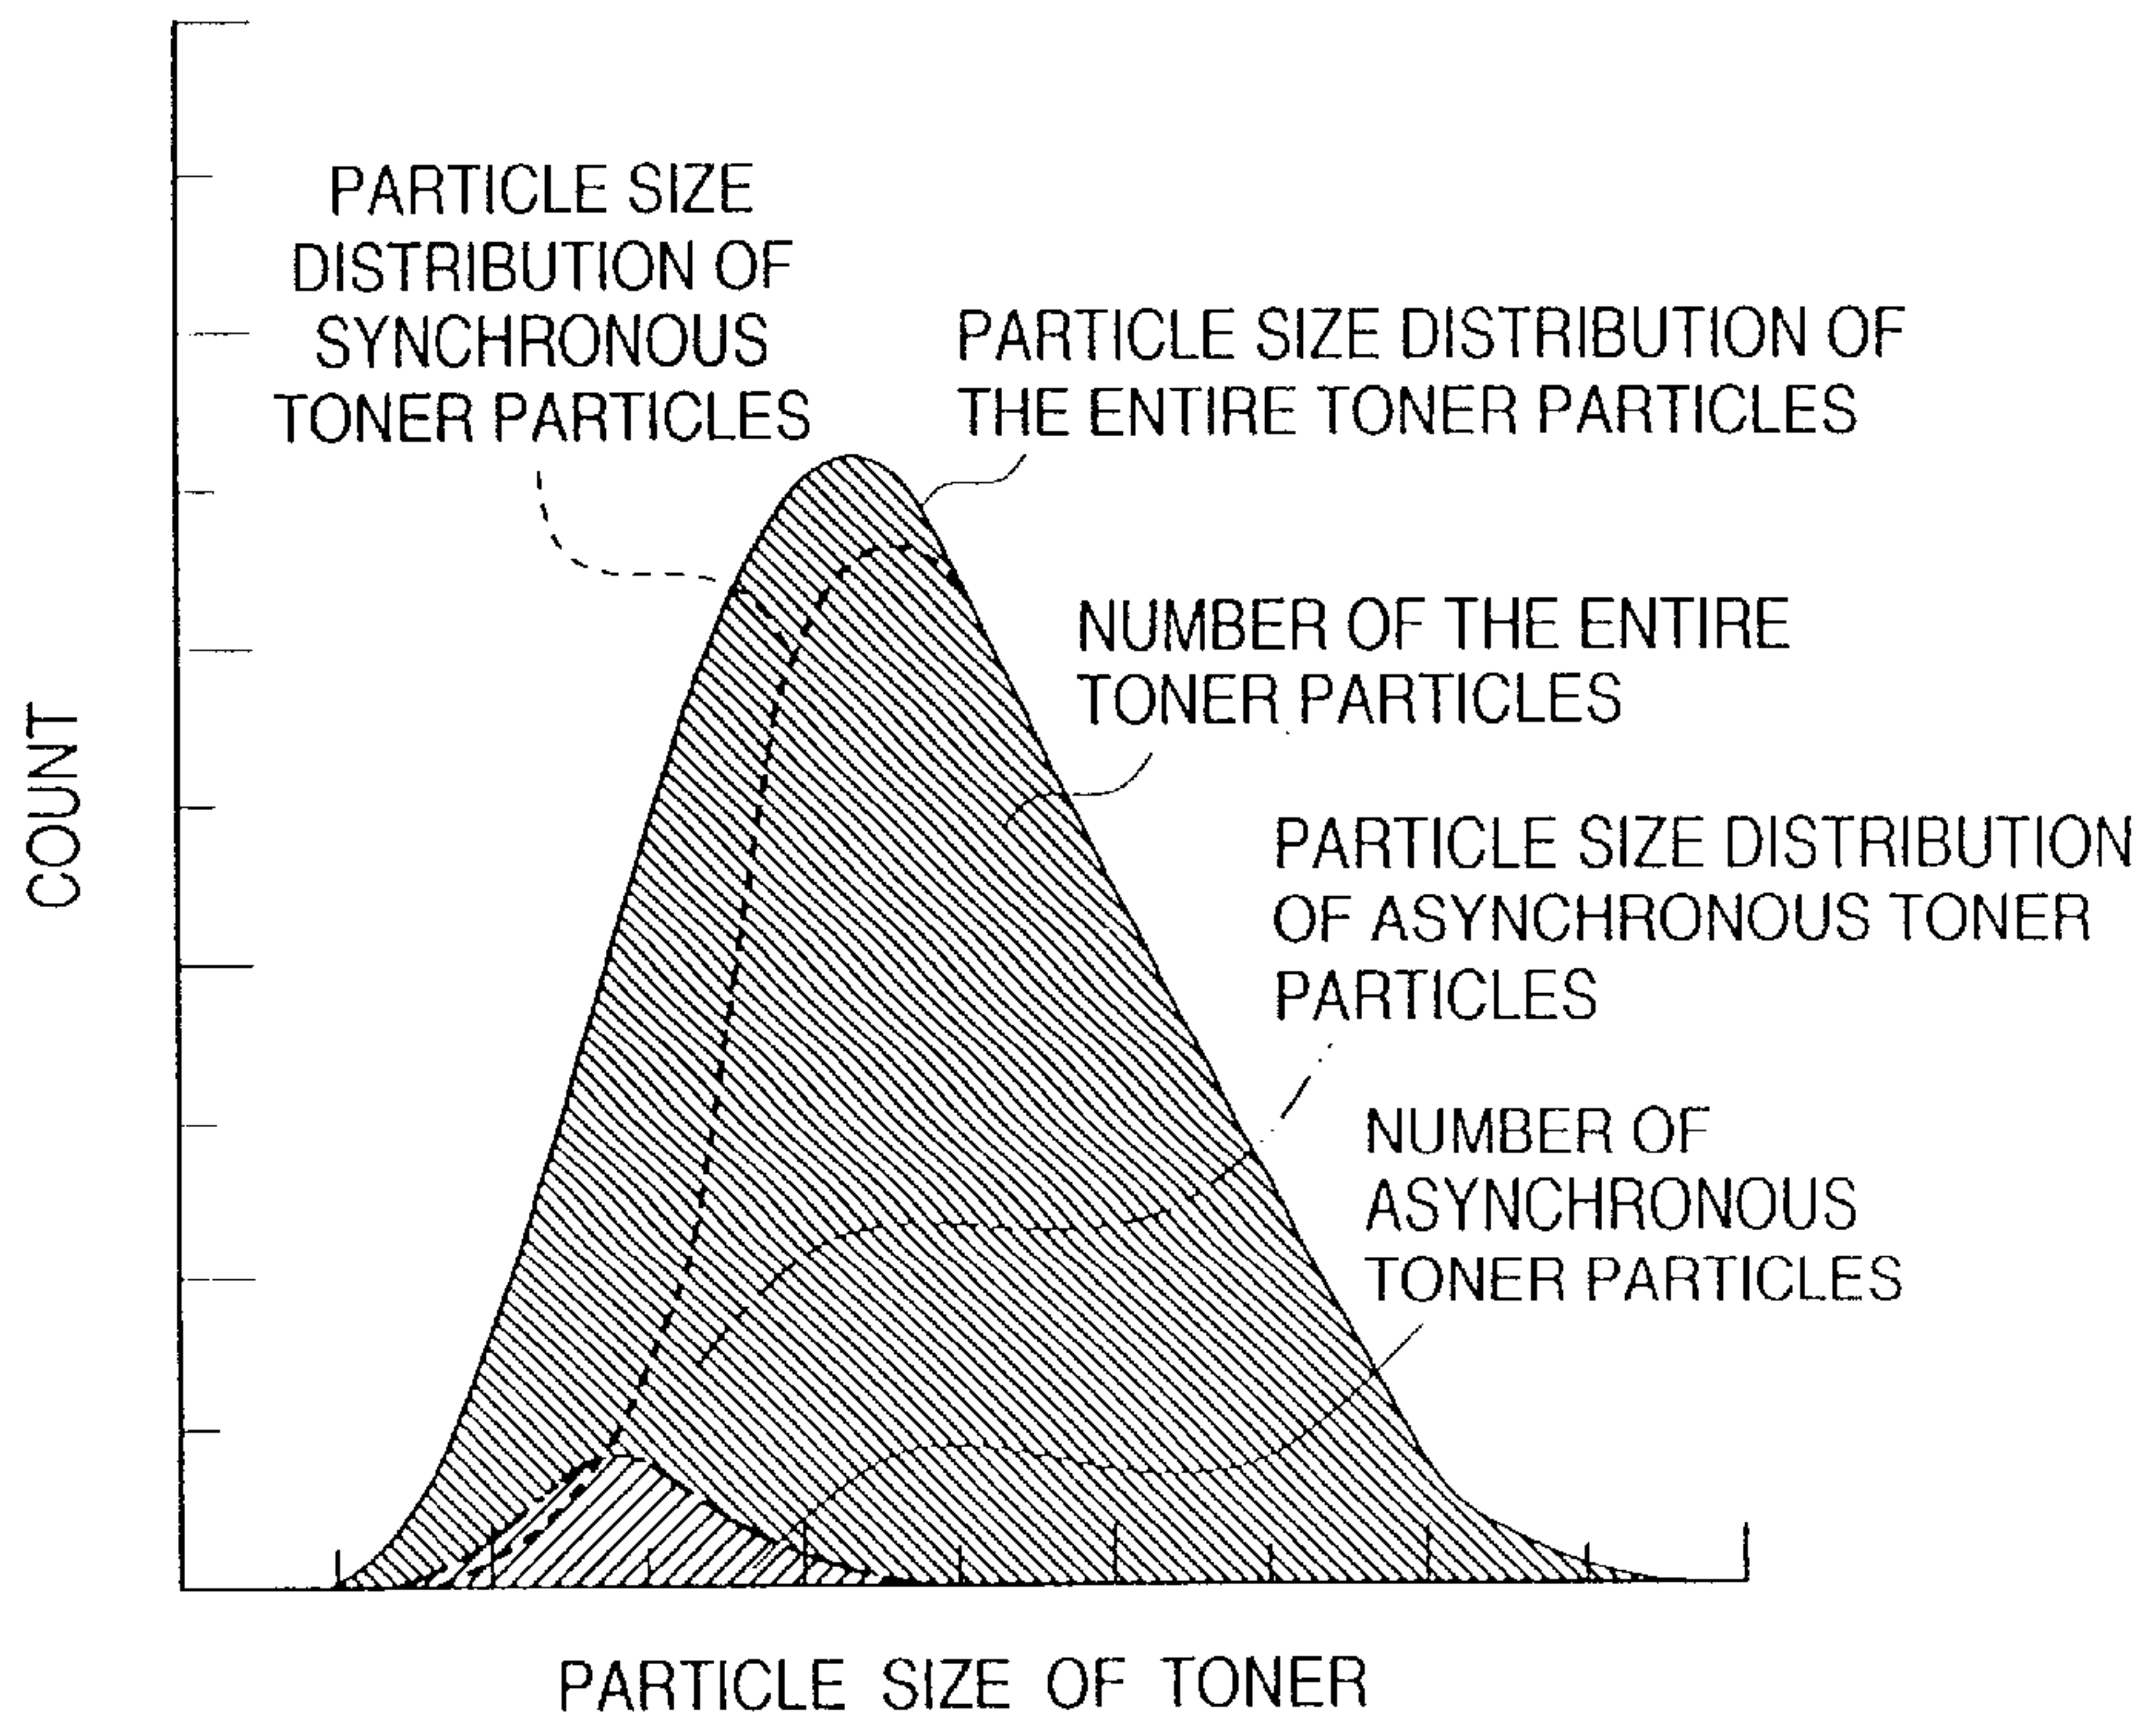 PARTICLE SIZE
DISTRIBUTION OF
SYNCHRONOUS
TONER PARTICLES
PARTICLE SIZE DISTRIBUTION OF
THE ENTIRE TONER PARTICLES
NUMBER OF THE ENTIRE
TONER PARTICLES
PARTICLE SIZE DISTRIBUTION
OF ASYNCHRONOUS TONER
PARTICLES
NUMBER OF
ASYNCHRONOUS
TONER PARTICLES
COUNT
PARTICLE SIZE OF TONER